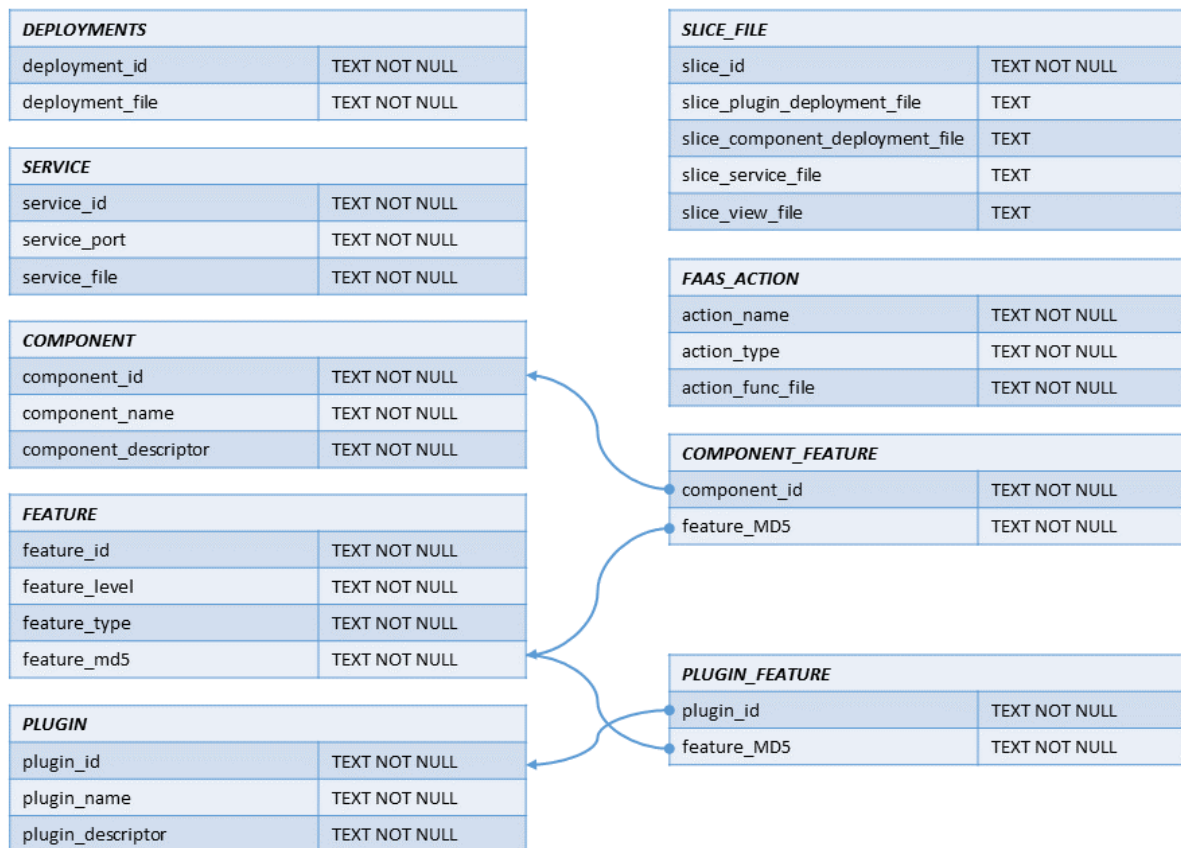 DEPLOYMENTS
deployment_id TEXT NOT NULL
deployment_file TEXT NOT NULL
SERVICE
service_id TEXT NOT NULL
service_port TEXT NOT NULL
service_file TEXT NOT NULL
COMPONENT
component_id TEXT NOT NULL
component_name TEXT NOT NULL
component_descriptor TEXT NOT NULL
FEATURE
feature_id TEXT NOT NULL
feature_level TEXT NOT NULL
feature_type TEXT NOT NULL
feature_md5 TEXT NOT NULL
PLUGIN
plugin_id TEXT NOT NULL
plugin_name TEXT NOT NULL
plugin_descriptor TEXT NOT NULL
SLICE_FILE
slice_id TEXT NOT NULL
slice_plugin_deployment_file TEXT
slice_component_deployment_file TEXT
slice_service_file TEXT
slice_view_file TEXT
FAAS_ACTION
action_name TEXT NOT NULL
action_type TEXT NOT NULL
action_func_file TEXT NOT NULL
COMPONENT_FEATURE
component_id TEXT NOT NULL
feature_MD5 TEXT NOT NULL
PLUGIN_FEATURE
plugin_id TEXT NOT NULL
feature_MD5 TEXT NOT NULL